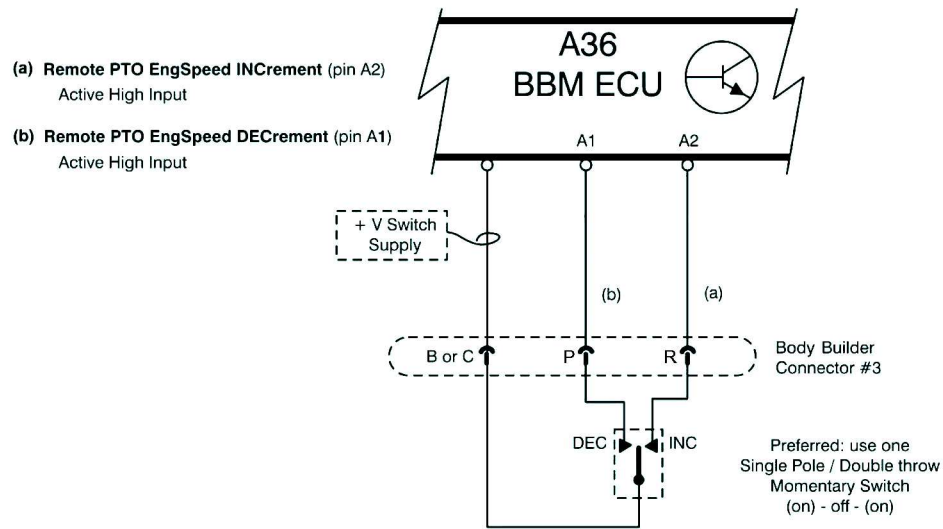 (a) Remote PTO EngSpeed INCrement (pin A2)
Active High Input
(b) Remote PTO EngSpeed DECrement (pin A1)
Active High Input
A36
BBM ECU
A1
A2
+ V Switch
Supply
(b)
(a)
B or C
P
R
Body Builder
Connector #3
DEC
INC
Preferred: use one
Single Pole / Double throw
Momentary Switch
(on) - off - (on)